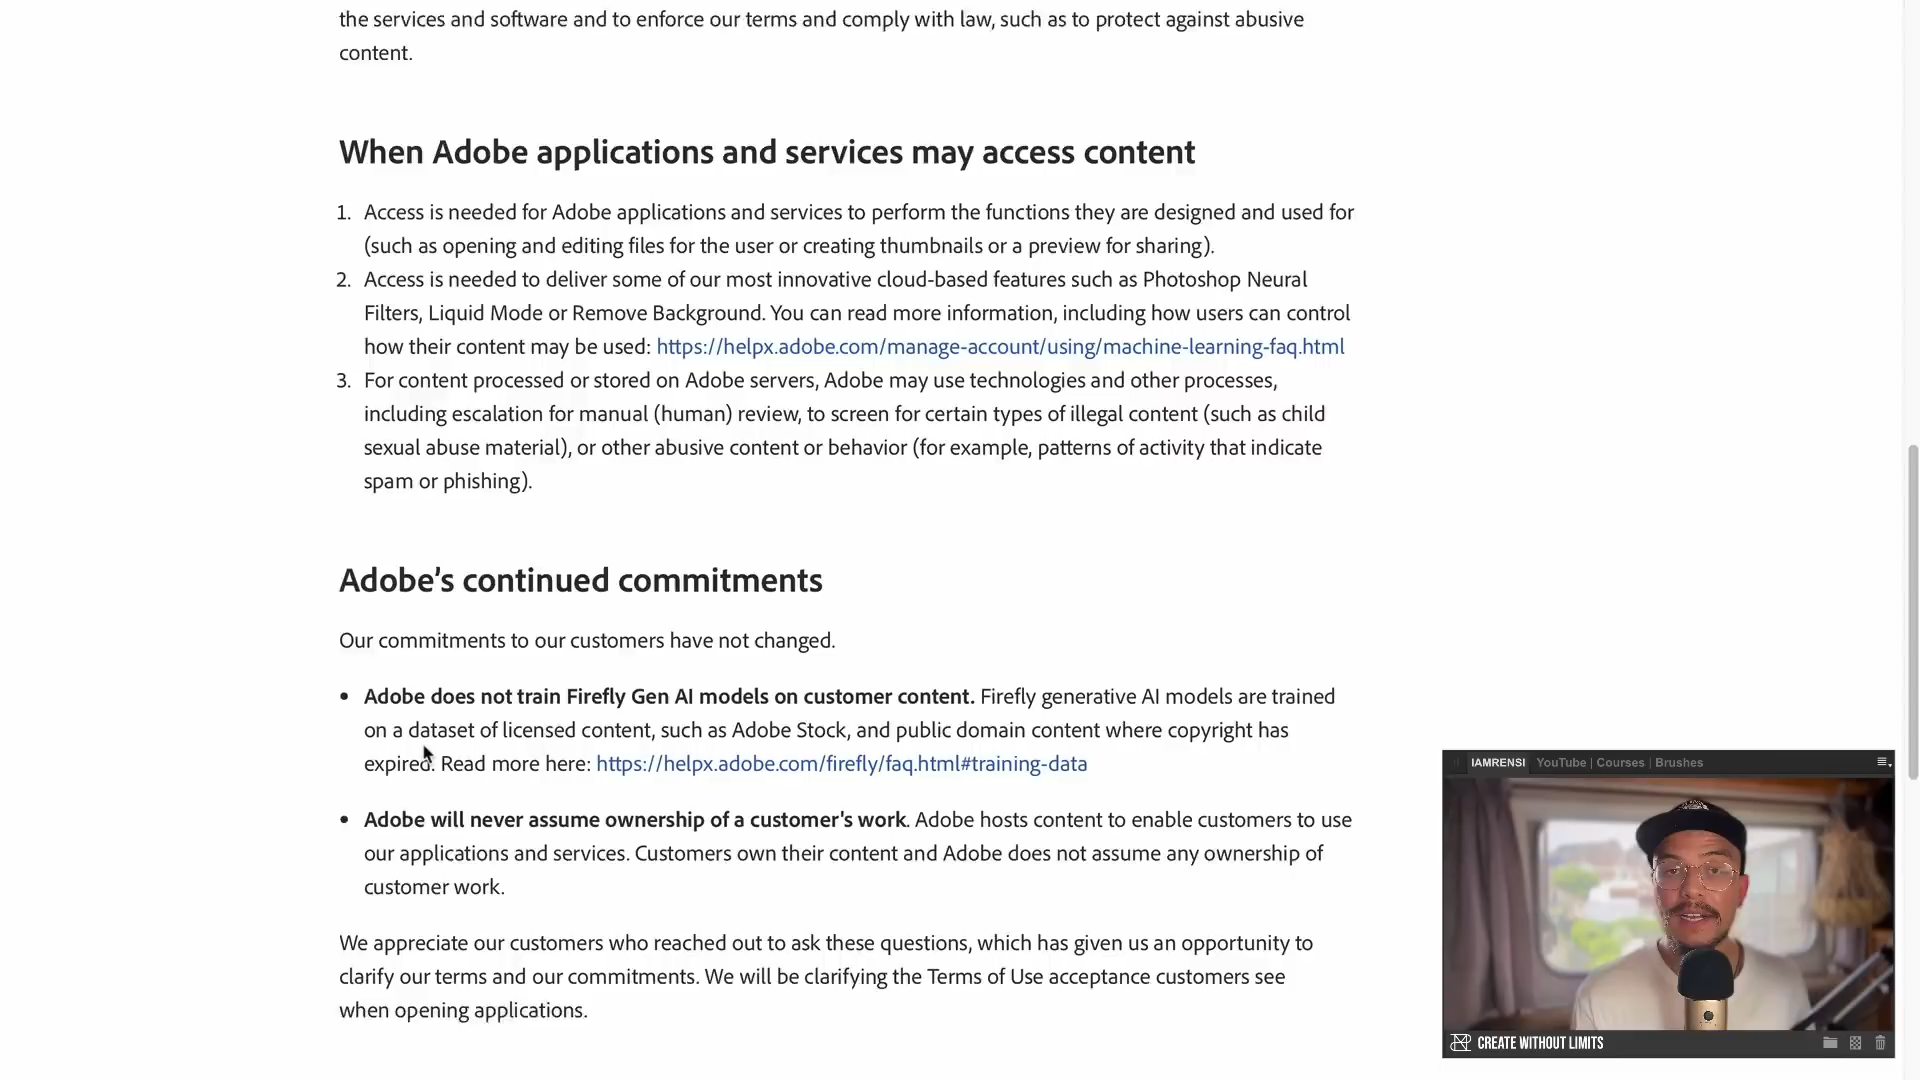 the services and software and to enforce our terms and comply with law, such as to protect against abusive
content.
When Adobe applications and services may access content
1. Access is needed for Adobe applications and services to perform the functions they are designed and used for
(such as opening and editing files for the user or creating thumbnails or a preview for sharing).
2. Access is needed to deliver some of our most innovative cloud-based features such as Photoshop Neural
Filters, Liquid Mode or Remove Background. You can read more information, including how users can control
how their content may be used: https://helpx.adobe.com/manage-account/using/machine-learning-faq.html
3. For content processed or stored on Adobe servers, Adobe may use technologies and other processes,
including escalation for manual (human) review, to screen for certain types of illegal content (such as child
sexual abuse material), or other abusive content or behavior (for example, patterns of activity that indicate
spam or phishing).
Adobe's continued commitments
Our commitments to our customers have not changed.
• Adobe does not train Firefly Gen AI models on customer content. Firefly generative AI models are trained
on a dataset of licensed content, such as Adobe Stock, and public domain content where copyright has
expired. Read more here: https://helpx.adobe.com/firefly/faq.html#training-data
• Adobe will never assume ownership of a customer's work. Adobe hosts content to enable customers to use
our applications and services. Customers own their content and Adobe does not assume any ownership of
customer work.
We appreciate our customers who reached out to ask these questions, which has given us an opportunity to
clarify our terms and our commitments. We will be clarifying the Terms of Use acceptance customers see
when opening applications.
IAMRENSI YouTube | Courses | Brushes
CREATE WITHOUT LIMITS